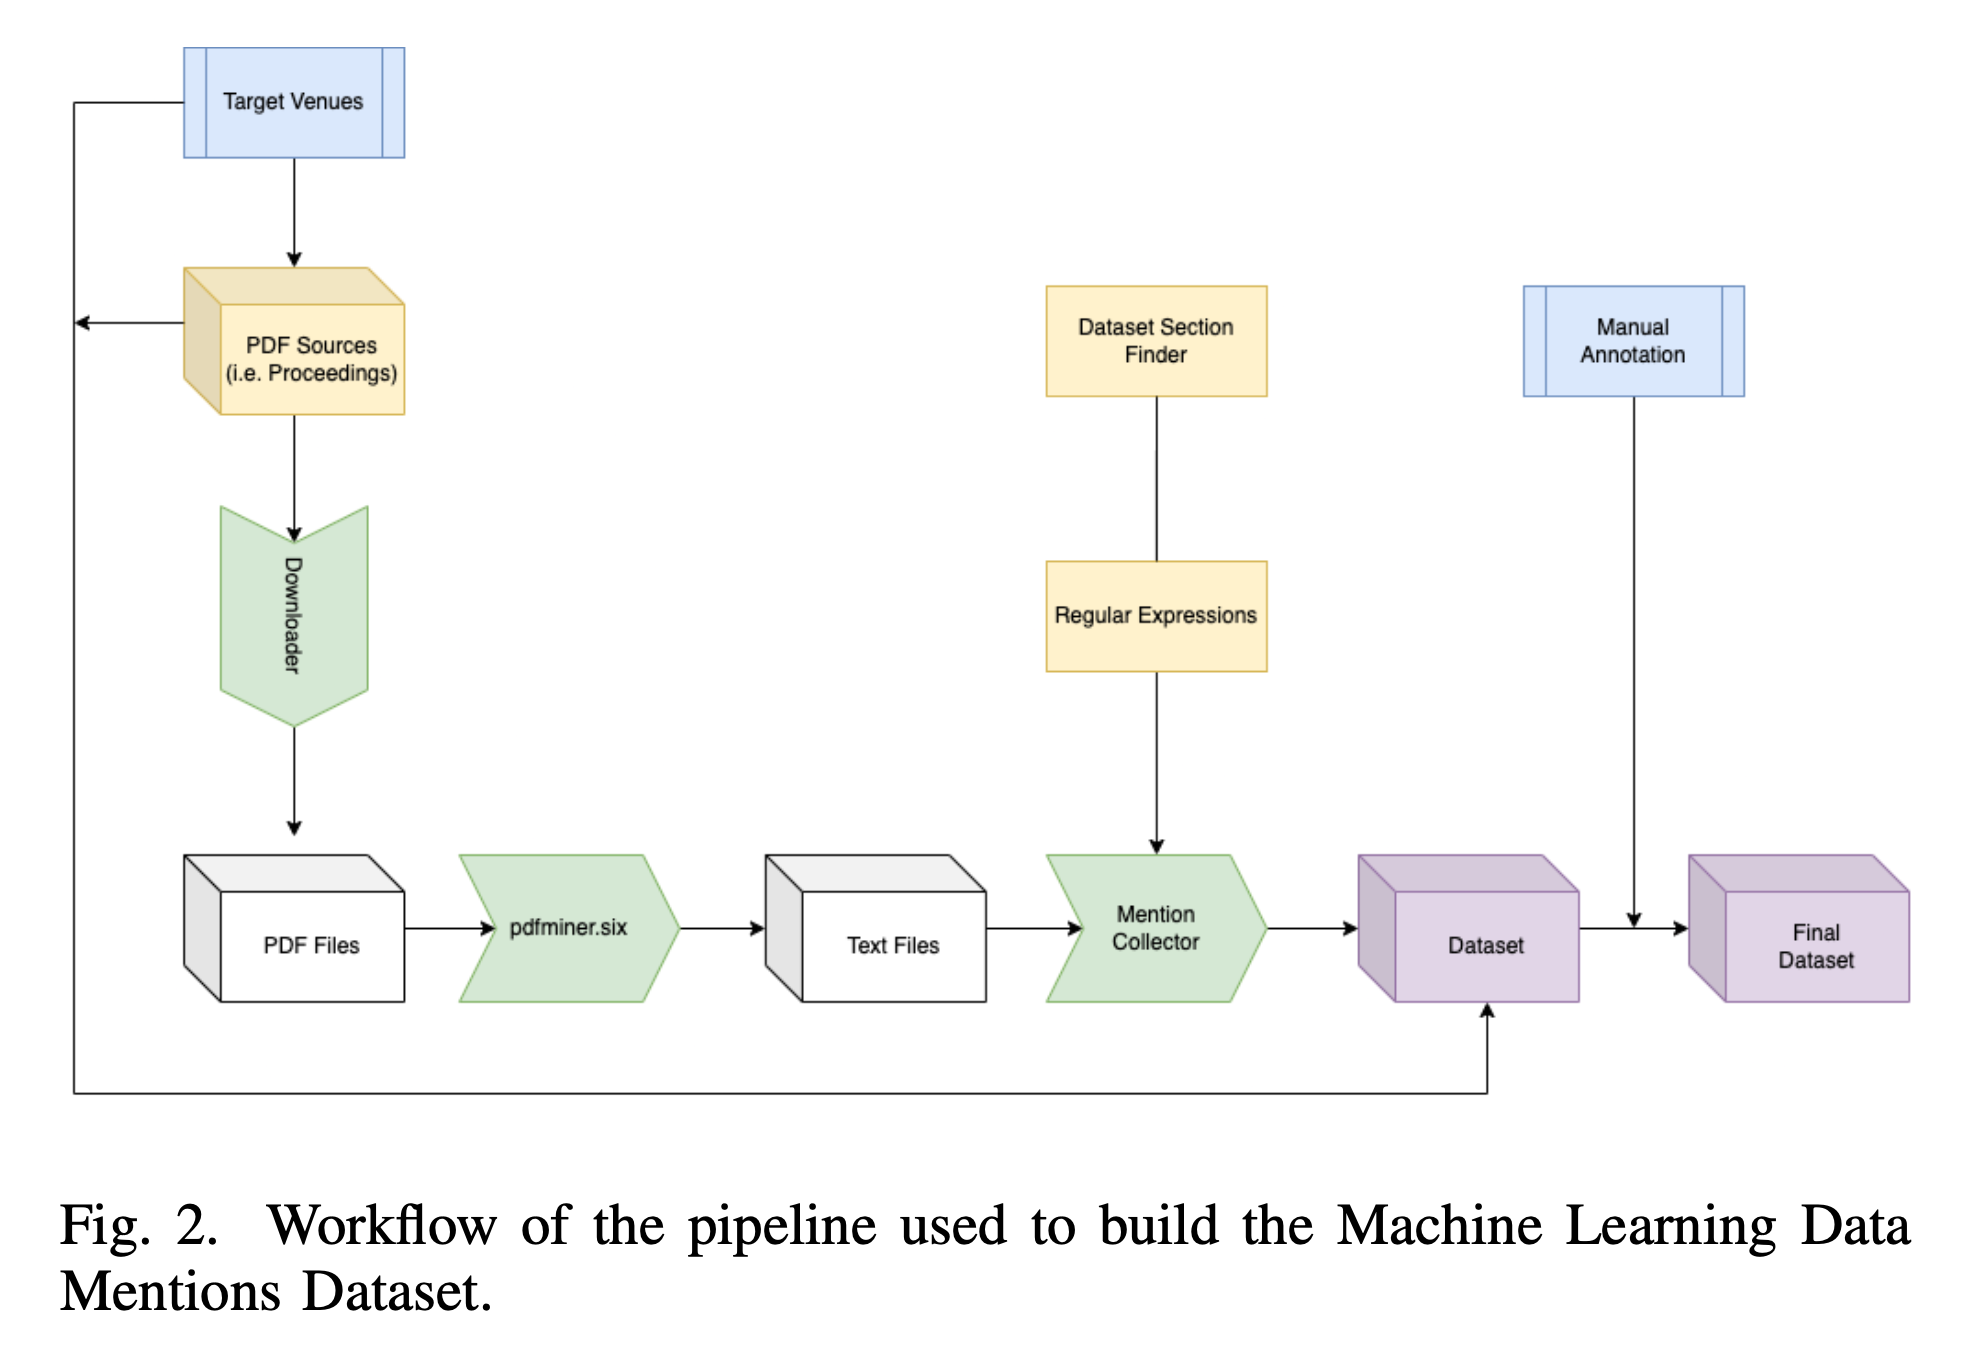 Target Venues
PDF Sources
(i.e. Proceedings)
Dataset Section
Finder
Manual
Annotation
Downloader
Regular Expressions
PDF Files
pdfminer.six
Text Files
Mention
Collector
Dataset
Final
Dataset
Fig. 2. Workflow of the pipeline used to build the Machine Learning Data
Mentions Dataset.